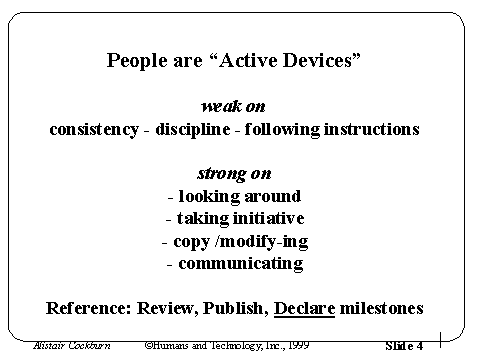 People are “Active Devices”
weak on
consistency - discipline - following instructions
strong on
- looking around
- taking initiative
- copy /modify-ing
- communicating
Reference: Review, Publish, Declare milestones
Alistair Cockburn ©Humans and Technology, Inc., 1999 Slide 4